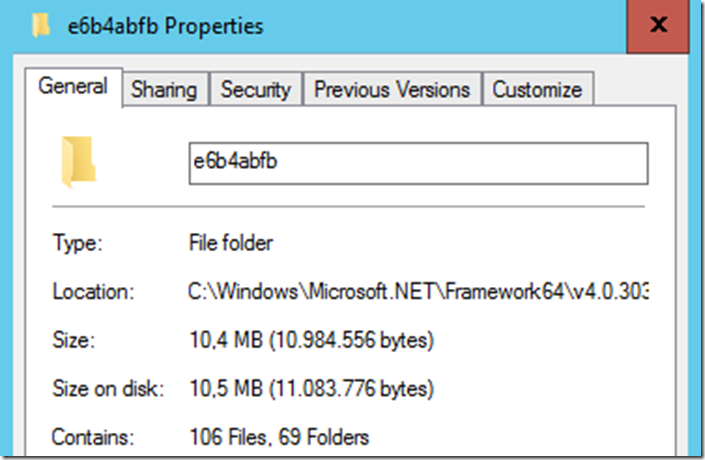 e6b4abfb Properties
x
General Sharing Security Previous Versions Customize
e6b4abfb
Type: File folder
Location: C:\Windows\Microsoft.NET\Framework64\v4.0.303
Size: 10,4 MB (10.984.556 bytes)
Size on disk: 10,5 MB (11.083.776 bytes)
Contains: 106 Files, 69 Folders